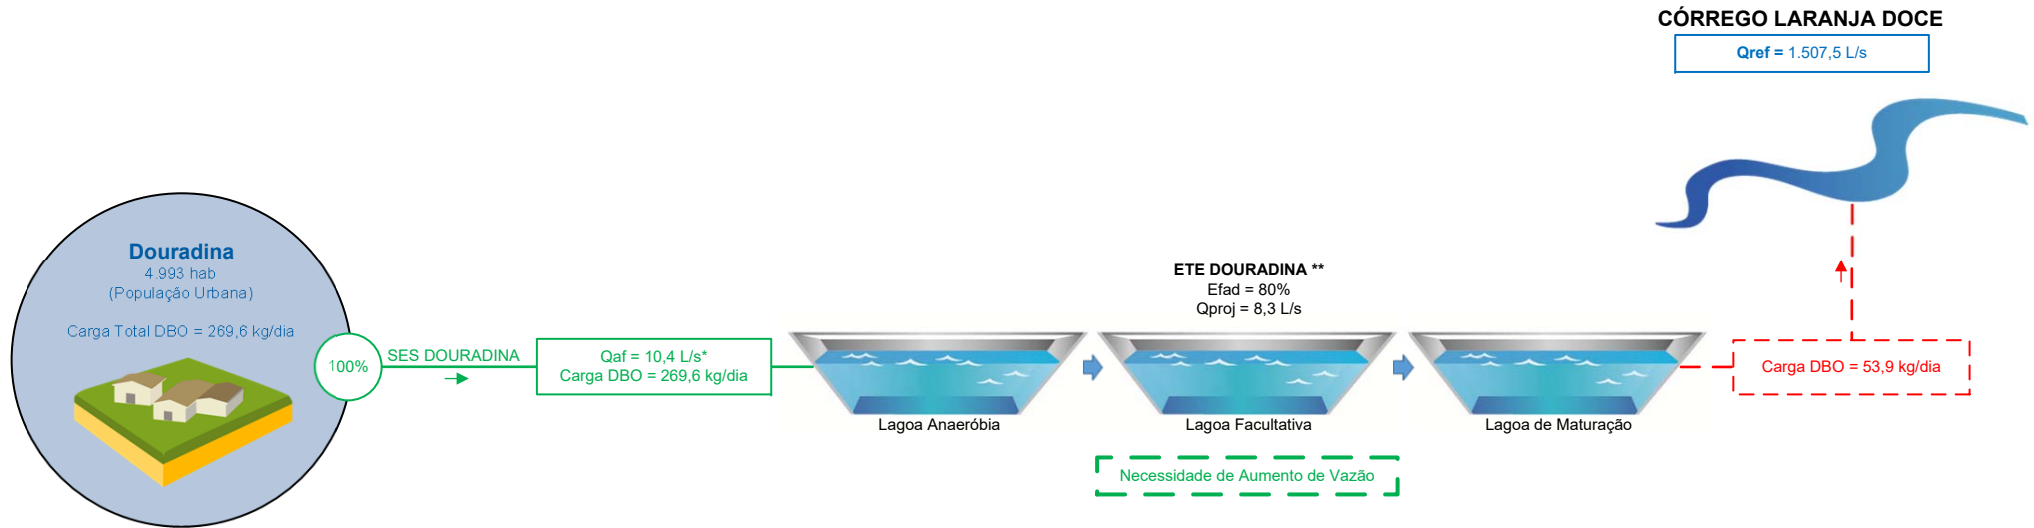 CÓRREGO LARANJA DOCE
Qref = 1.507,5 L/s
Douradina
4.993 hab
(População Urbana)
Carga Total DBO = 269,6 kg/dia
100%
SES DOURADINA
Qaf = 10,4 L/s*
Carga DBO = 269,6 kg/dia
ETE DOURADINA **
Efad = 80%
Qproj = 8,3 L/s
Lagoa Anaeróbia
Lagoa Facultativa
Lagoa de Maturação
Carga DBO = 53,9 kg/dia
Necessidade de Aumento de Vazão